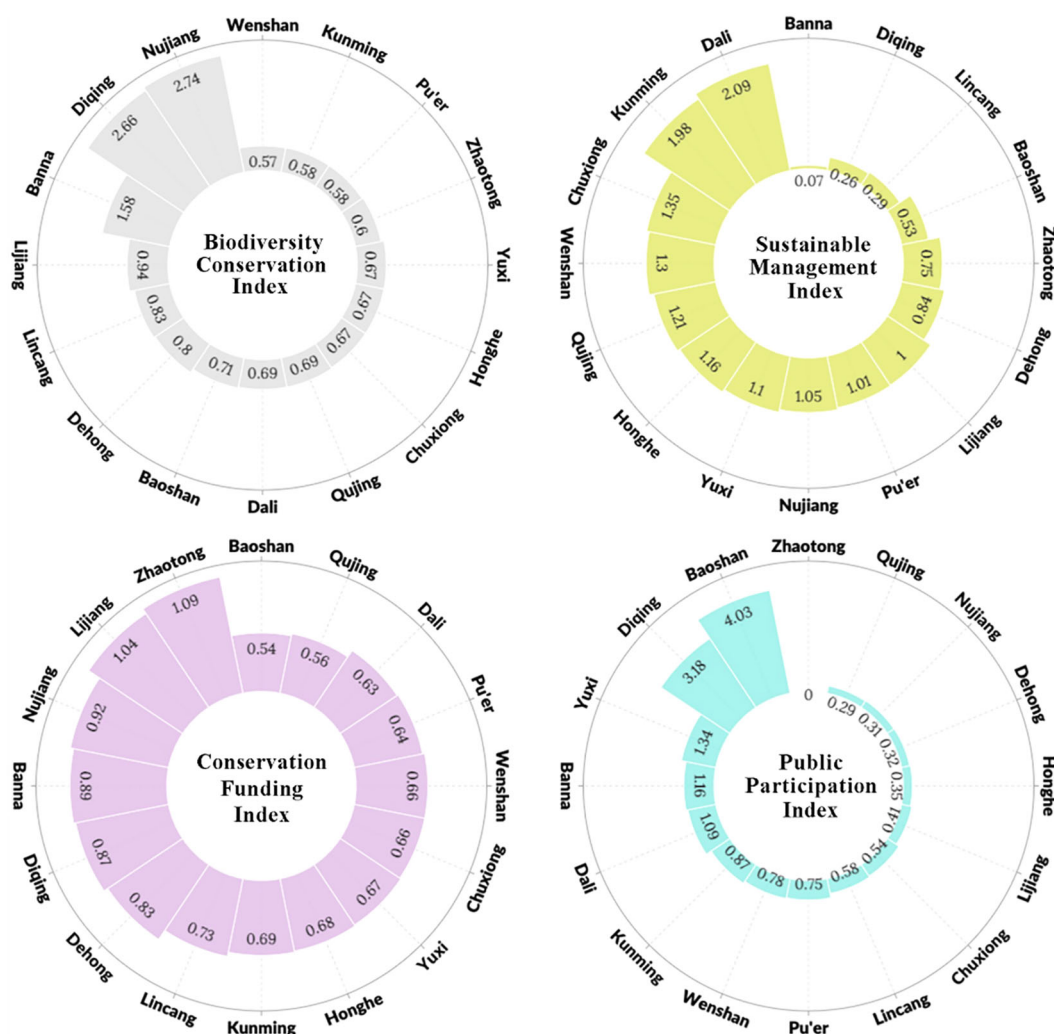 Wenshan
Kunming
Pu'er
Zhaotong
Yuxi
Honghe
Chuxiong
Qujing
Dali
Baoshan
Dehong
Lincang
Lijiang
Banna
Diqing
Nujiang
0.57
0.58
0.58
0.6
0.67
0.67
0.67
0.69
0.69
0.71
0.8
0.83
0.94
1.58
2.66
2.74
Biodiversity
Conservation
Index
Banna
Diqing
Lincang
Baoshan
Zhaotong
Dehong
Lijiang
Pu'er
Nujiang
Yuxi
Honghe
Qujing
Wenshan
Chuxiong
Kunming
Dali
0.07
0.26
0.29
0.53
0.75
0.84
1
1.01
1.05
1.1
1.16
1.21
1.3
1.35
1.98
2.09
Sustainable
Management
Index
Baoshan
Qujing
Dali
Pu'er
Wenshan
Chuxiong
Yuxi
Honghe
Kunming
Lincang
Dehong
Diqing
Banna
Nujiang
Lijiang
Zhaotong
0.54
0.56
0.63
0.64
0.66
0.66
0.67
0.68
0.69
0.73
0.83
0.87
0.89
0.92
1.04
1.09
Conservation
Funding
Index
Zhaotong
Qujing
Nujiang
Dehong
Honghe
Lijiang
Chuxiong
Lincang
Pu'er
Wenshan
Kunming
Dali
Banna
Yuxi
Diqing
Baoshan
0
0.29
0.31
0.32
0.35
0.41
0.54
0.58
0.75
0.78
0.87
1.09
1.16
1.34
3.18
4.03
Public
Participation
Index